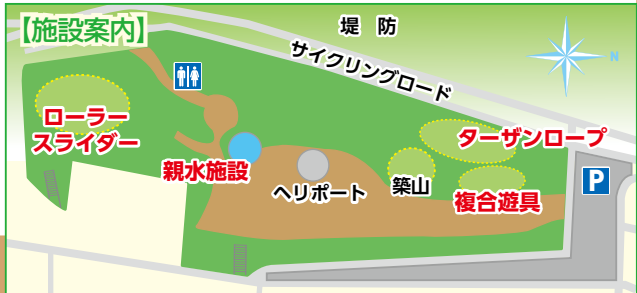 【施設案内】
堤 防
サイクリングロード
N
ローラー
スライダー
ターザンロープ
親水施設
ヘリポート
築山
複合遊具
P